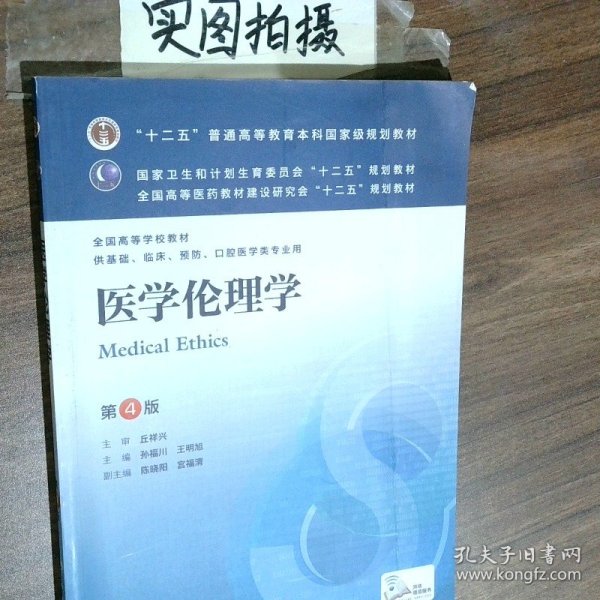 实图拍摄
“十二五”普通高等教育本科国家级规划教材
国家卫生和计划生育委员会“十二五”规划教材
全国高等医药教材建设研究会“十二五”规划教材
全国高等学校教材
供基础、临床、预防、口腔医学类专业用
医学伦理学
Medical Ethics
第4版
主审 丘祥兴
主编 孙福川 王明旭
副主编 陈晓阳 宫福清
孔夫子旧书网
www.kongfz.com